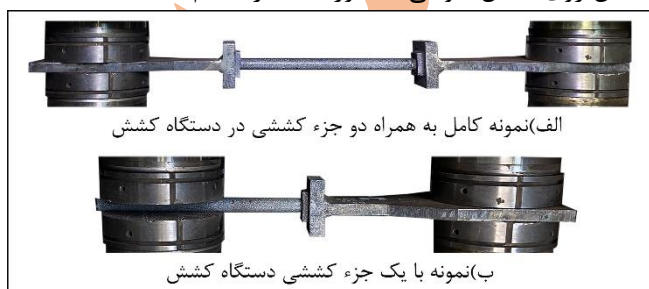 الف)نمونه کامل به همراه دو جزء کششی در دستگاه کشش
ب)نمونه با یک جزء کششی دستگاه کشش